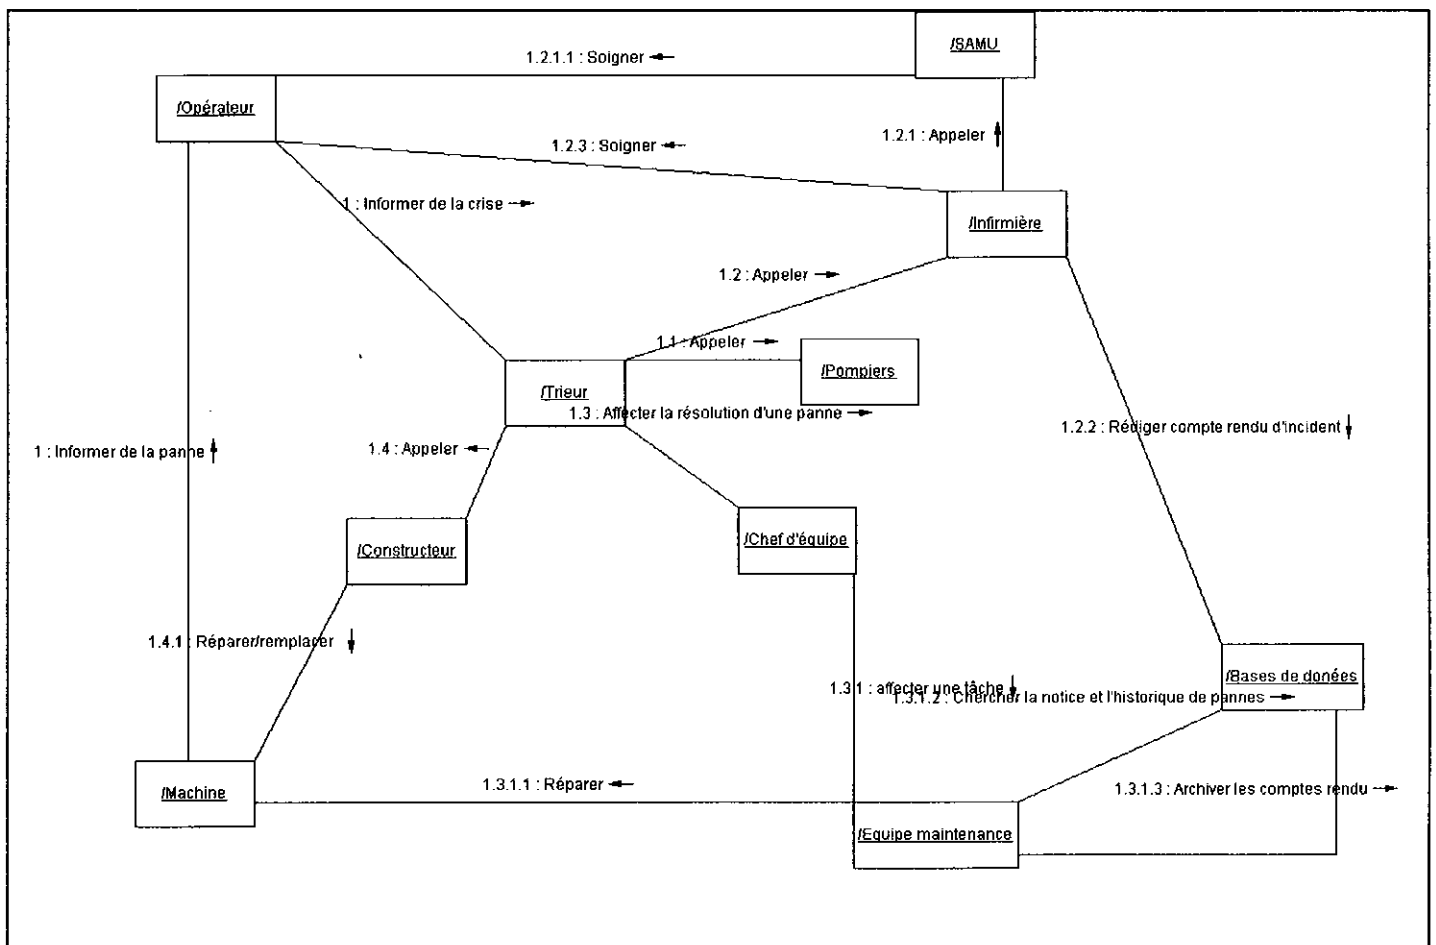 /SAMU
1.2.1.1 : Soigner
/Opérateur
1.2.1 : Appeler
1.2.3 : Soigner
1 : Informer de la crise
/Infirmière
1.2 : Appeler
1.1 : Appeler
/Pompiers
/Trieur
1.3 : Affecter la résolution d'une panne
1.2.2 : Rédiger compte rendu d'incident
1 : Informer de la panne
1.4 : Appeler
/Constructeur
/Chef d'équipe
1.4.1 : Réparer/remplacer
/Bases de donées
1.3.1 : affecter une tâche
1.3.1.2 : Chercher la notice et l'historique de pannes
/Machine
1.3.1.1 : Réparer
1.3.1.3 : Archiver les comptes rendu
/Equipe maintenance